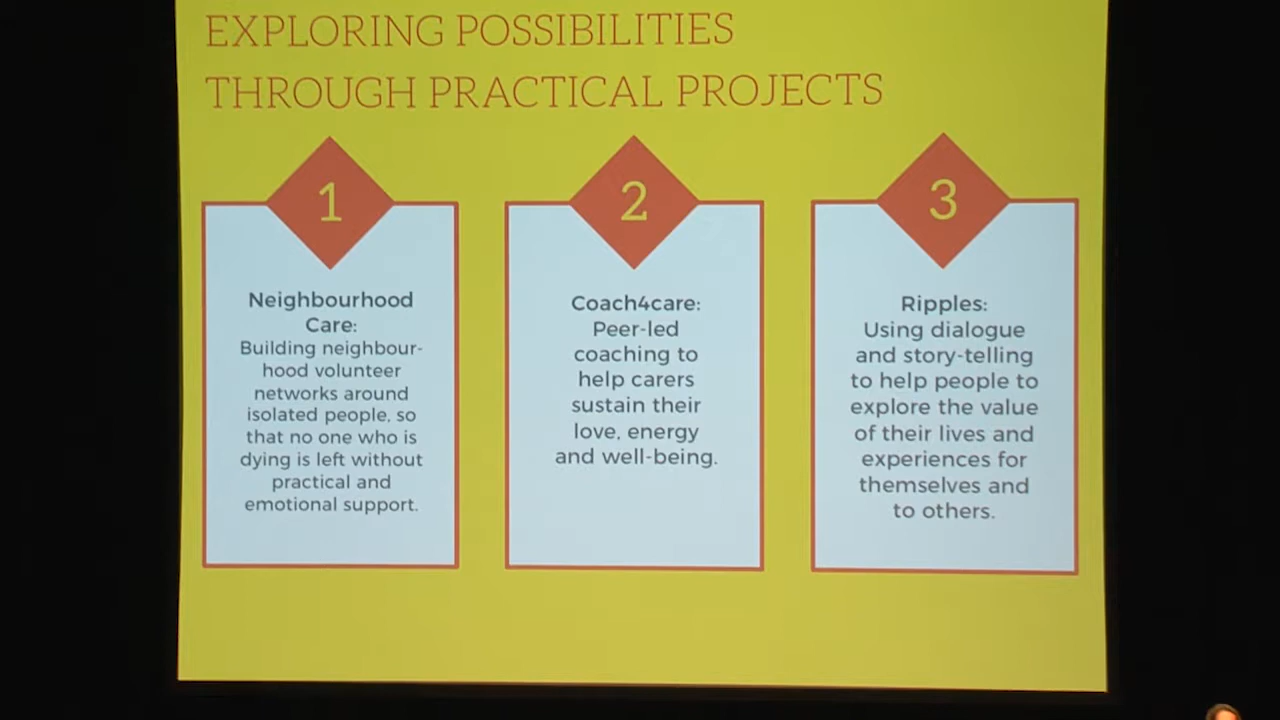 EXPLORING POSSIBILITIES
THROUGH PRACTICAL PROJECTS
1
Neighbourhood
Care:
Building neighbour-
hood volunteer
networks around
isolated people, so
that no one who is
dying is left without
practical and
emotional support.
2
Coach4care:
Peer-led
coaching to
help carers
sustain their
love, energy
and well-being.
3
Ripples:
Using dialogue
and story-telling
to help people to
explore the value
of their lives and
experiences for
themselves and
to others.